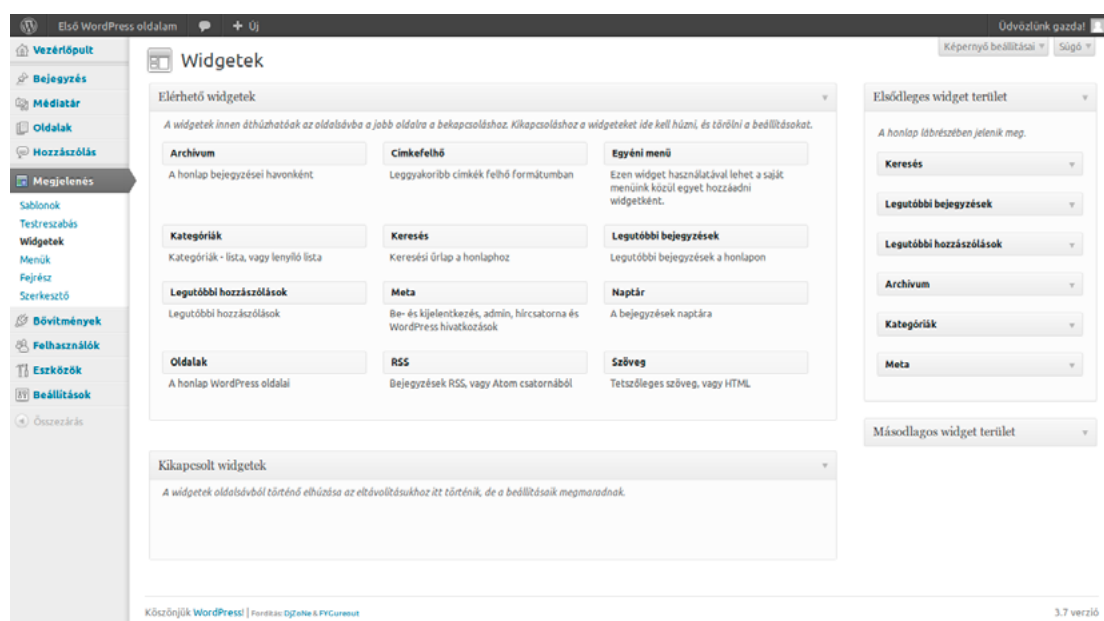 Első WordPress oldalam + Új Üdvözlünk gazda!
Képernyő beállításai Súgó
Vezérlőpult
Bejegyzés
Médiatár
Oldalak
Hozzászólás
Megjelenés
Sablonok
Testreszabás
Widgetek
Menük
Fejrész
Szerkesztő
Bővítmények
Felhasználók
Eszközök
Beállítások
Összezárás
Widgetek
Elérhető widgetek
A widgetek innen áthúzhatóak az oldalsávba a jobb oldalra a bekapcsoláshoz. Kikapcsoláshoz a widgeteket ide kell húzni, és törölni a beállításokat.
Archívum
A honlap bejegyzései havonként
Címkefelhő
Leggyakoribb címkék felhő formátumban
Egyéni menü
Ezen widget használatával lehet a saját
menüink közül egyet hozzáadni
widgetként.
Kategóriák
Kategóriák - lista, vagy lenyíló lista
Keresés
Keresési űrlap a honlaphoz
Legutóbbi bejegyzések
Legutóbbi bejegyzések a honlapon
Legutóbbi hozzászólások
Legutóbbi hozzászólások
Meta
Be- és kijelentkezés, admin, hírcsatorna és
WordPress hivatkozások
Naptár
A bejegyzések naptára
Oldalak
A honlap WordPress oldalai
RSS
Bejegyzések RSS, vagy Atom csatornából
Szöveg
Tetszőleges szöveg, vagy HTML
Kikapcsolt widgetek
A widgetek oldalsávból történő elhúzása az eltávolításukhoz itt történik, de a beállításaik megmaradnak.
Elsődleges widget terület
A honlap lábrészében jelenik meg.
Keresés
Legutóbbi bejegyzések
Legutóbbi hozzászólások
Archívum
Kategóriák
Meta
Másodlagos widget terület
Köszönjük WordPress! | Fordítás: DjZoNe & FYGureout 3.7 verzió